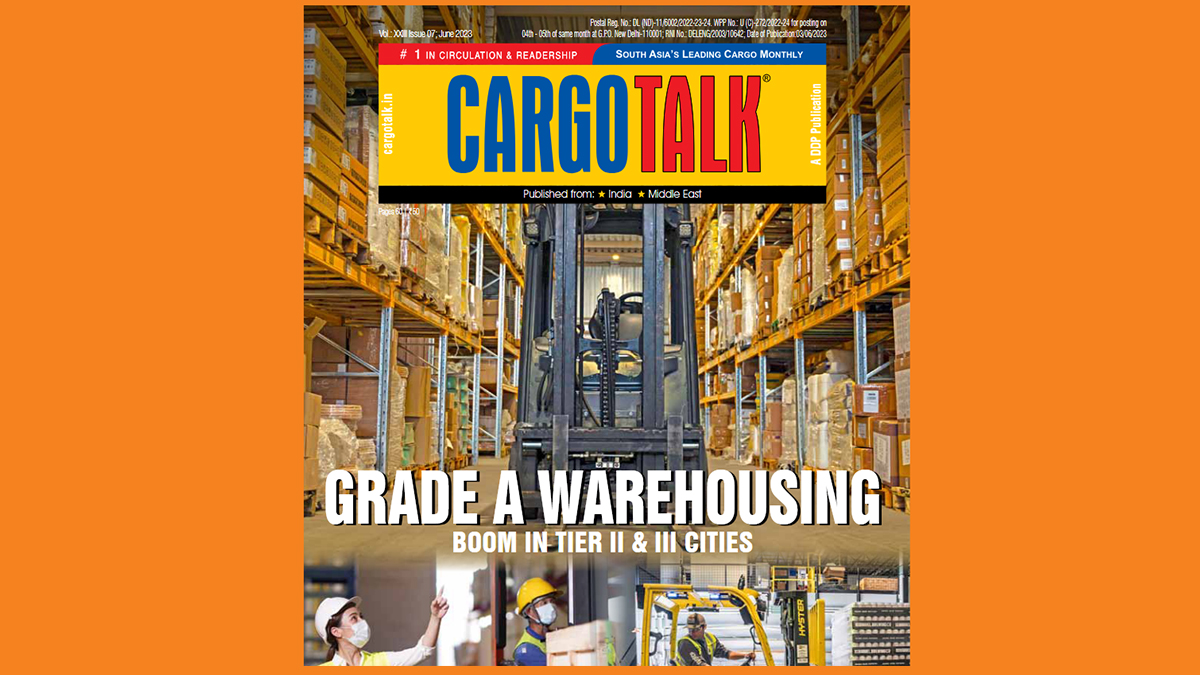 Postal Reg. No.: DL (ND)-11/6002/2022-23-24. WPP No.: U (C)-272/2022-24 for posting on
Vol.: XXIII Issue 07; June 2023
04th - 05th of same month at G.P.O. New Delhi-110001; RNI No.: DELENG/2003/10642; Date of Publication:03/06/2023
# 1 IN CIRCULATION & READERSHIP
SOUTH ASIA'S LEADING CARGO MONTHLY
cargotalk.in
CARGOTALK®
A DDP Publication
Published from: ★ India ★ Middle East
GRADE A WAREHOUSING
BOOM IN TIER II & III CITIES
HYSTER